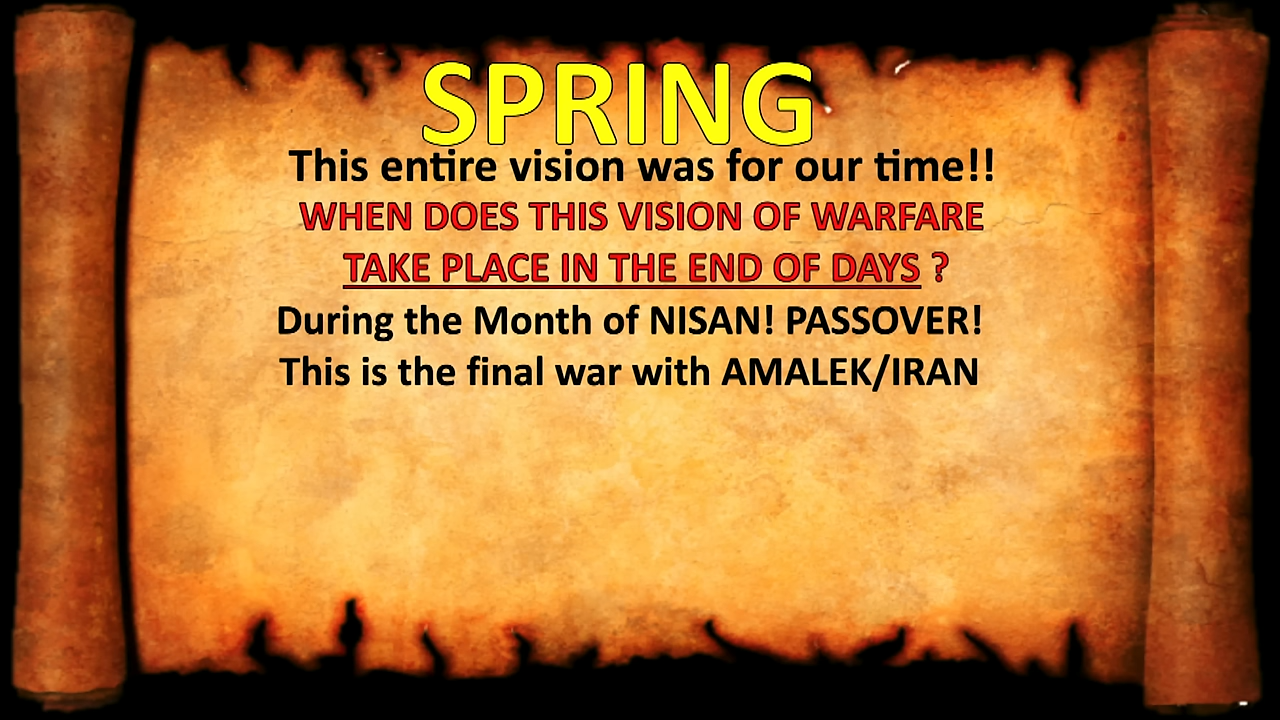 SPRING
This entire vision was for our time!!
WHEN DOES THIS VISION OF WARFARE
TAKE PLACE IN THE END OF DAYS ?
During the Month of NISAN! PASSOVER!
This is the final war with AMALEK/IRAN